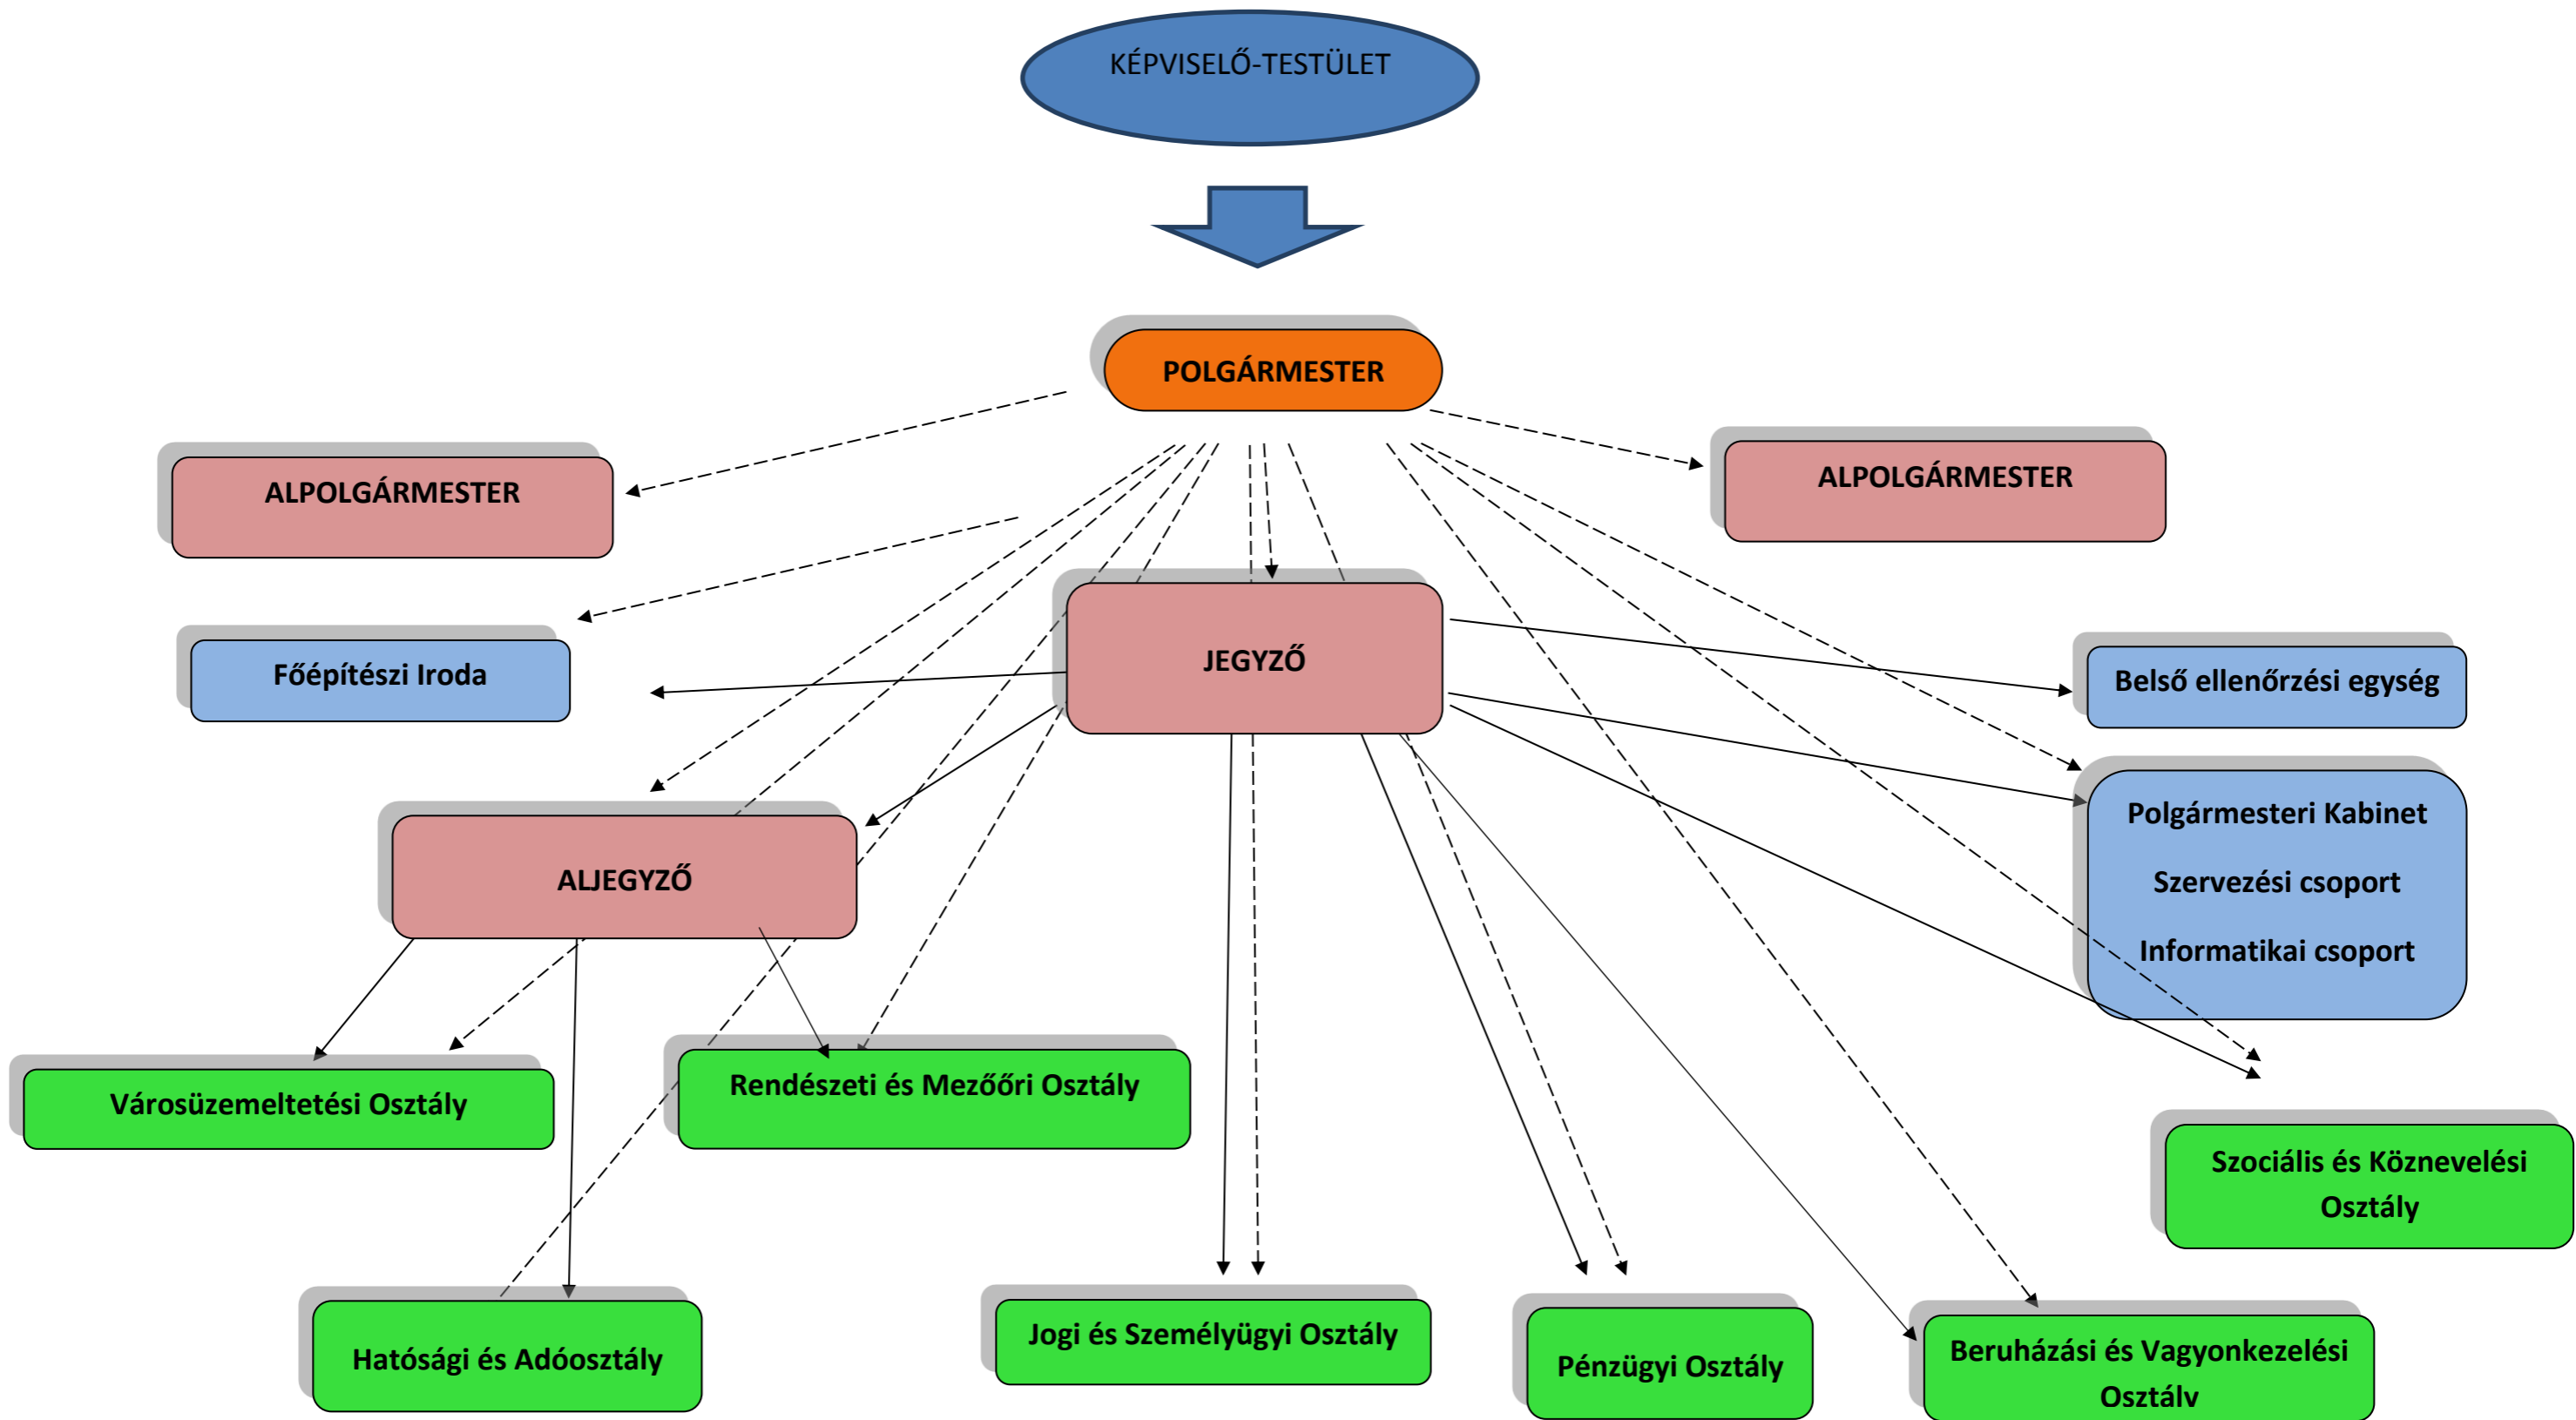 KÉPVISELŐ-TESTÜLET
POLGÁRMESTER
ALPOLGÁRMESTER
ALPOLGÁRMESTER
Főépítészi Iroda
JEGYZŐ
Belső ellenőrzési egység
Polgármesteri Kabinet
Szervezési csoport
Informatikai csoport
ALJEGYZŐ
Városüzemeltetési Osztály
Rendészeti és Mezőőri Osztály
Szociális és Köznevelési
Osztály
Hatósági és Adóosztály
Jogi és Személyügyi Osztály
Pénzügyi Osztály
Beruházási és Vagyonkezelési
Osztály